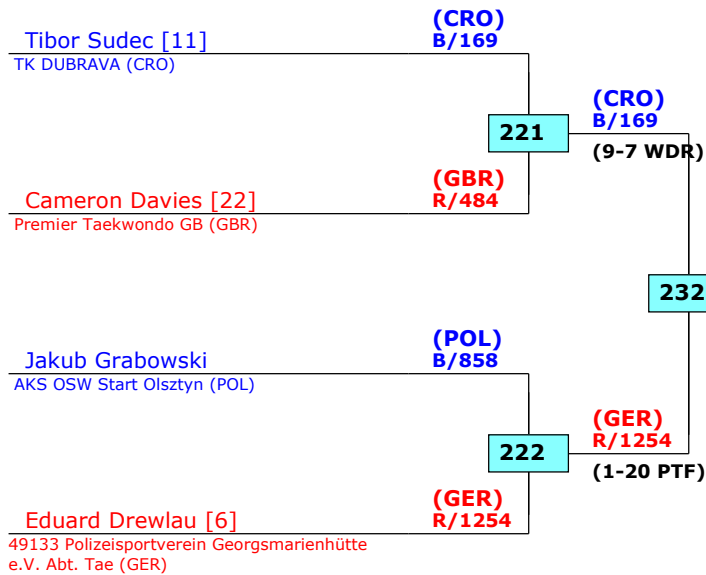 Tibor Sudec [11]
(CRO)
B/169
TK DUBRAVA (CRO)
221
(CRO)
B/169
(9-7 WDR)
Cameron Davies [22]
(GBR)
R/484
Premier Taekwondo GB (GBR)
232
Jakub Grabowski
(POL)
B/858
AKS OSW Start Olsztyn (POL)
222
(GER)
R/1254
(1-20 PTF)
Eduard Drewlau [6]
(GER)
R/1254
49133 Polizeisportverein Georgsmarienhütte
e.V. Abt. Tae (GER)